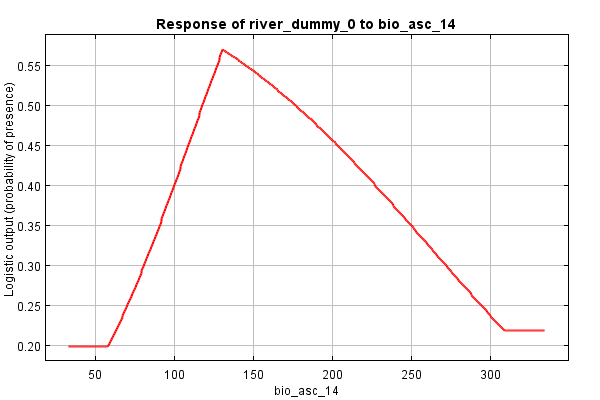 Response of river_dummy_0 to bio_asc_14
Logistic output (probability of presence)
0.55
0.50
0.45
0.40
0.35
0.30
0.25
0.20
50 100 150 200 250 300
bio_asc_14